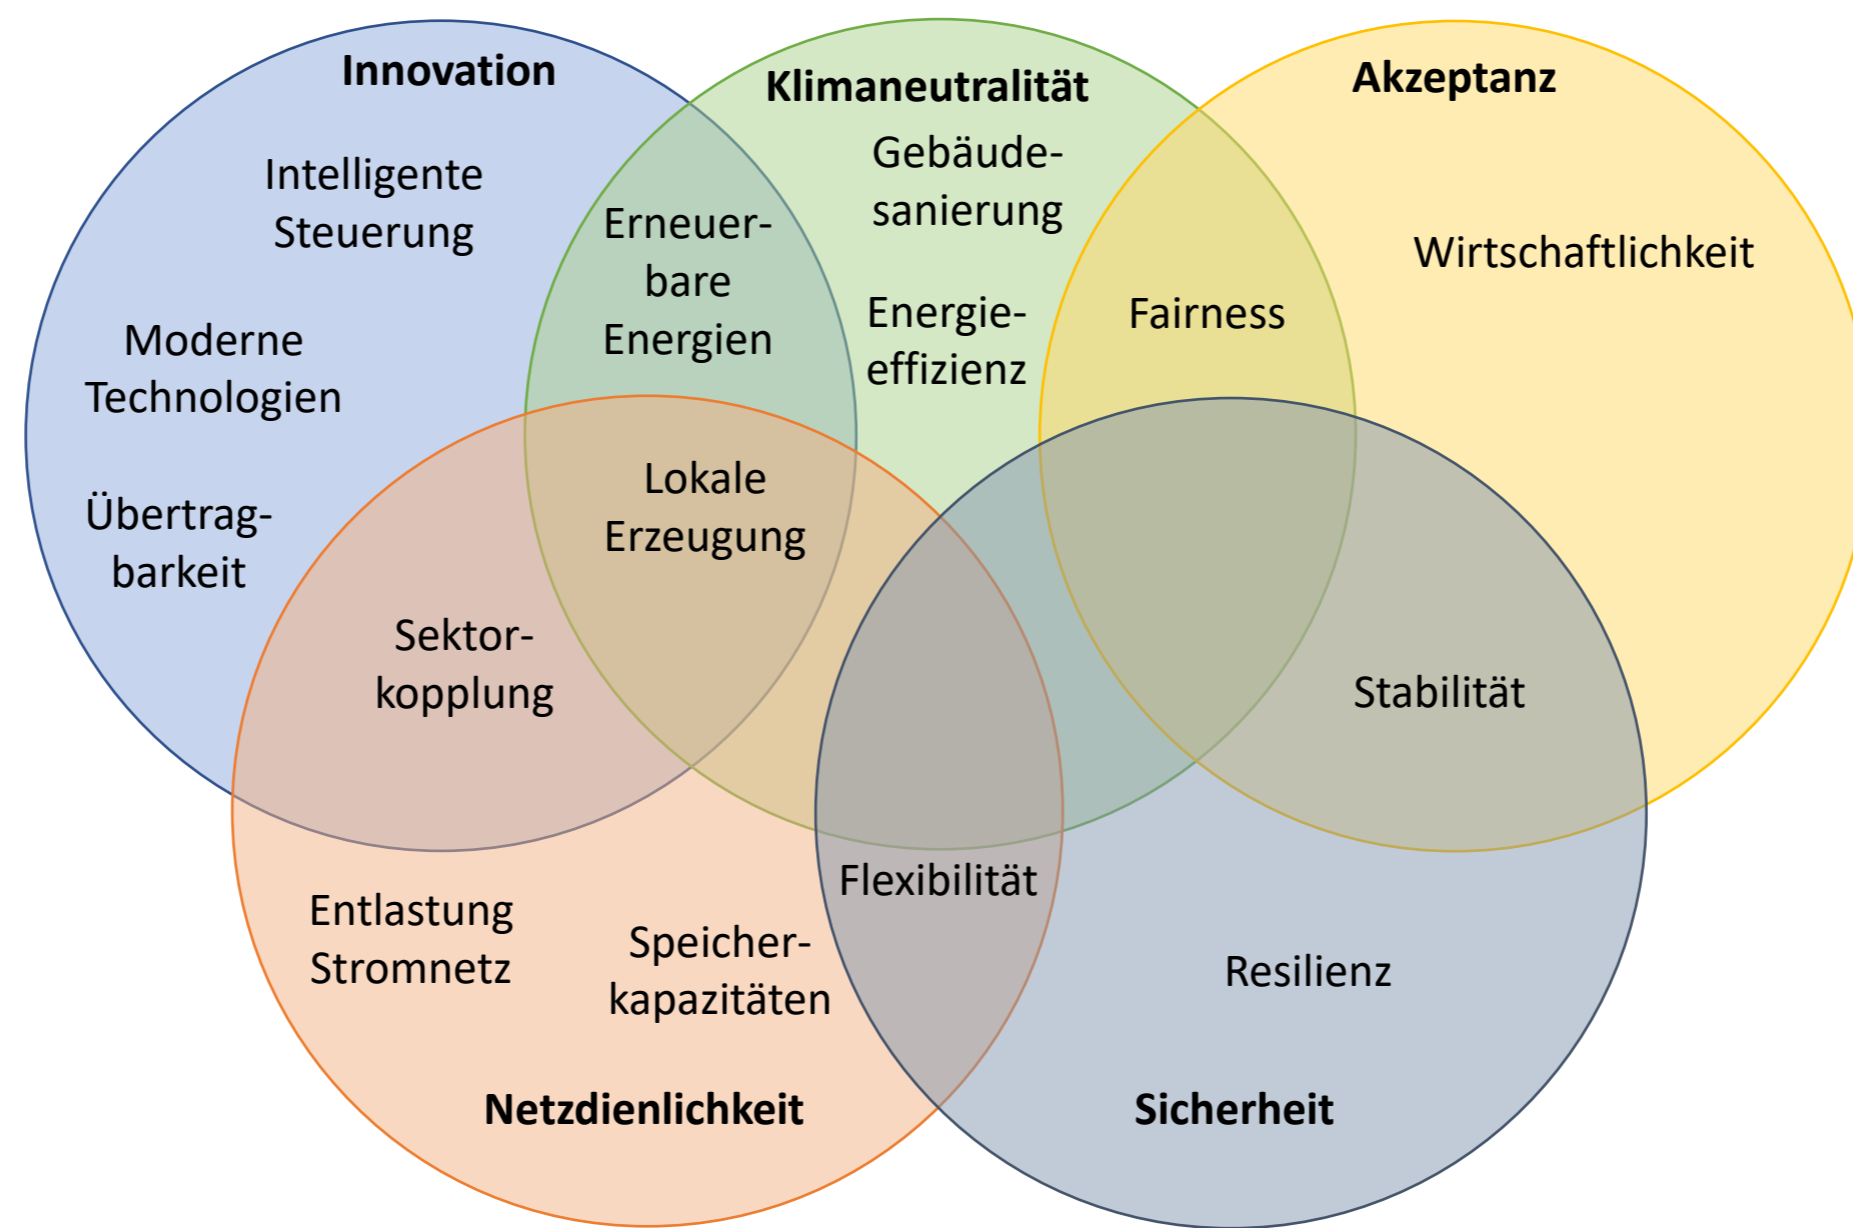 Innovation
Intelligente
Steuerung
Moderne
Technologien
Übertrag-
barkeit
Erneuer-
bare
Energien
Klimaneutralität
Gebäude-
sanierung
Energie-
effizienz
Akzeptanz
Wirtschaftlichkeit
Fairness
Lokale
Erzeugung
Sektor-
kopplung
Stabilität
Flexibilität
Entlastung
Stromnetz
Speicher-
kapazitäten
Resilienz
Netzdienlichkeit
Sicherheit